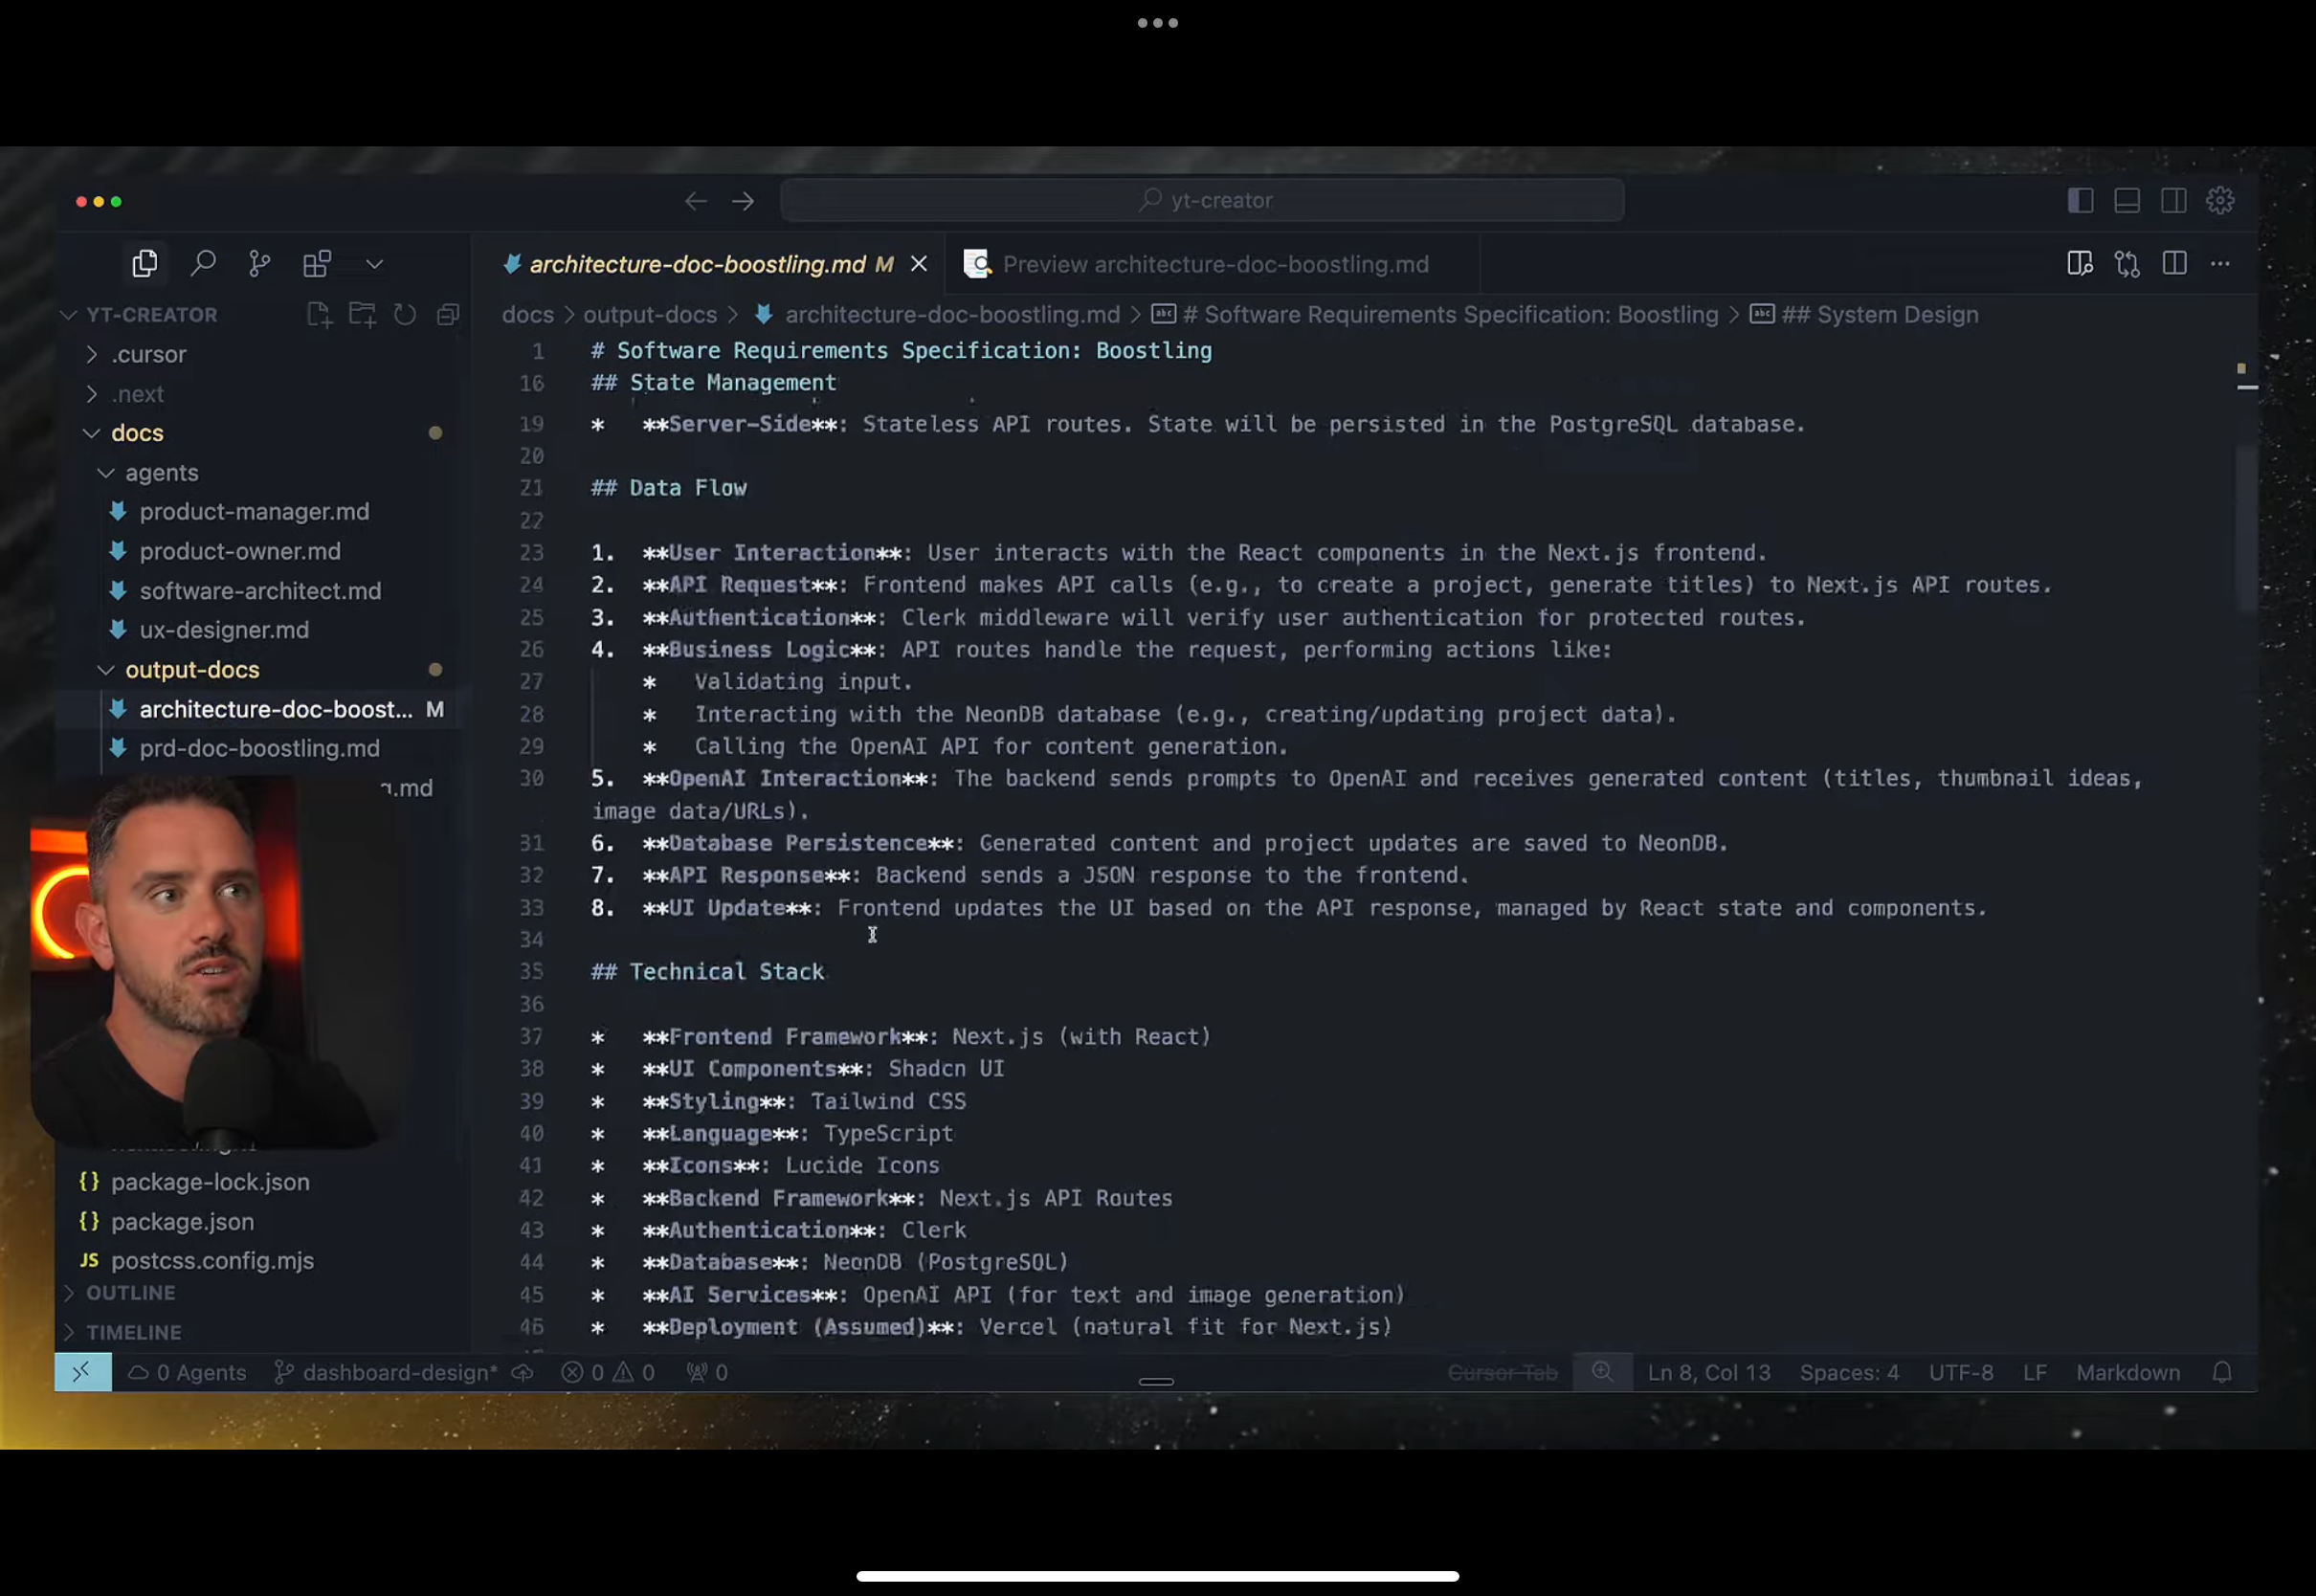 yt-creator
architecture-doc-boostling.md M
Preview architecture-doc-boostling.md
YT-CREATOR
docs > output-docs > architecture-doc-boostling.md > # Software Requirements Specification: Boostling > ## System Design
.cursor
.next
docs
agents
product-manager.md
product-owner.md
software-architect.md
ux-designer.md
output-docs
architecture-doc-boost... M
prd-doc-boostling.md
.md
package-lock.json
package.json
JS postcss.config.mjs
OUTLINE
TIMELINE
1 # Software Requirements Specification: Boostling
16 ## State Management
19 * **Server-Side**: Stateless API routes. State will be persisted in the PostgreSQL database.
20
21 ## Data Flow
22
23 1. **User Interaction**: User interacts with the React components in the Next.js frontend.
24 2. **API Request**: Frontend makes API calls (e.g., to create a project, generate titles) to Next.js API routes.
25 3. **Authentication**: Clerk middleware will verify user authentication for protected routes.
26 4. **Business Logic**: API routes handle the request, performing actions like:
27 * Validating input.
28 * Interacting with the NeonDB database (e.g., creating/updating project data).
29 * Calling the OpenAI API for content generation.
30 5. **OpenAI Interaction**: The backend sends prompts to OpenAI and receives generated content (titles, thumbnail ideas,
image data/URLs).
31 6. **Database Persistence**: Generated content and project updates are saved to NeonDB.
32 7. **API Response**: Backend sends a JSON response to the frontend.
33 8. **UI Update**: Frontend updates the UI based on the API response, managed by React state and components.
34
35 ## Technical Stack
36
37 * **Frontend Framework**: Next.js (with React)
38 * **UI Components**: Shadcn UI
39 * **Styling**: Tailwind CSS
40 * **Language**: TypeScript
41 * **Icons**: Lucide Icons
42 * **Backend Framework**: Next.js API Routes
43 * **Authentication**: Clerk
44 * **Database**: NeonDB (PostgreSQL)
45 * **AI Services**: OpenAI API (for text and image generation)
46 * **Deployment (Assumed)**: Vercel (natural fit for Next.js)
0 Agents dashboard-design* 0 0 0 Cursor Tab Ln 8, Col 13 Spaces: 4 UTF-8 LF Markdown